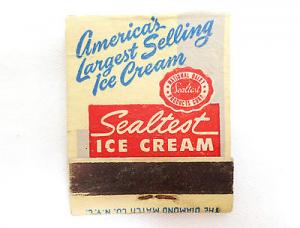 America's
Largest Selling
Ice Cream
NATIONAL DAIRY
Sealtest
PRODUCTS CORP.
Sealtest
ICE CREAM
THE DIAMOND MATCH CO. N.Y.C.